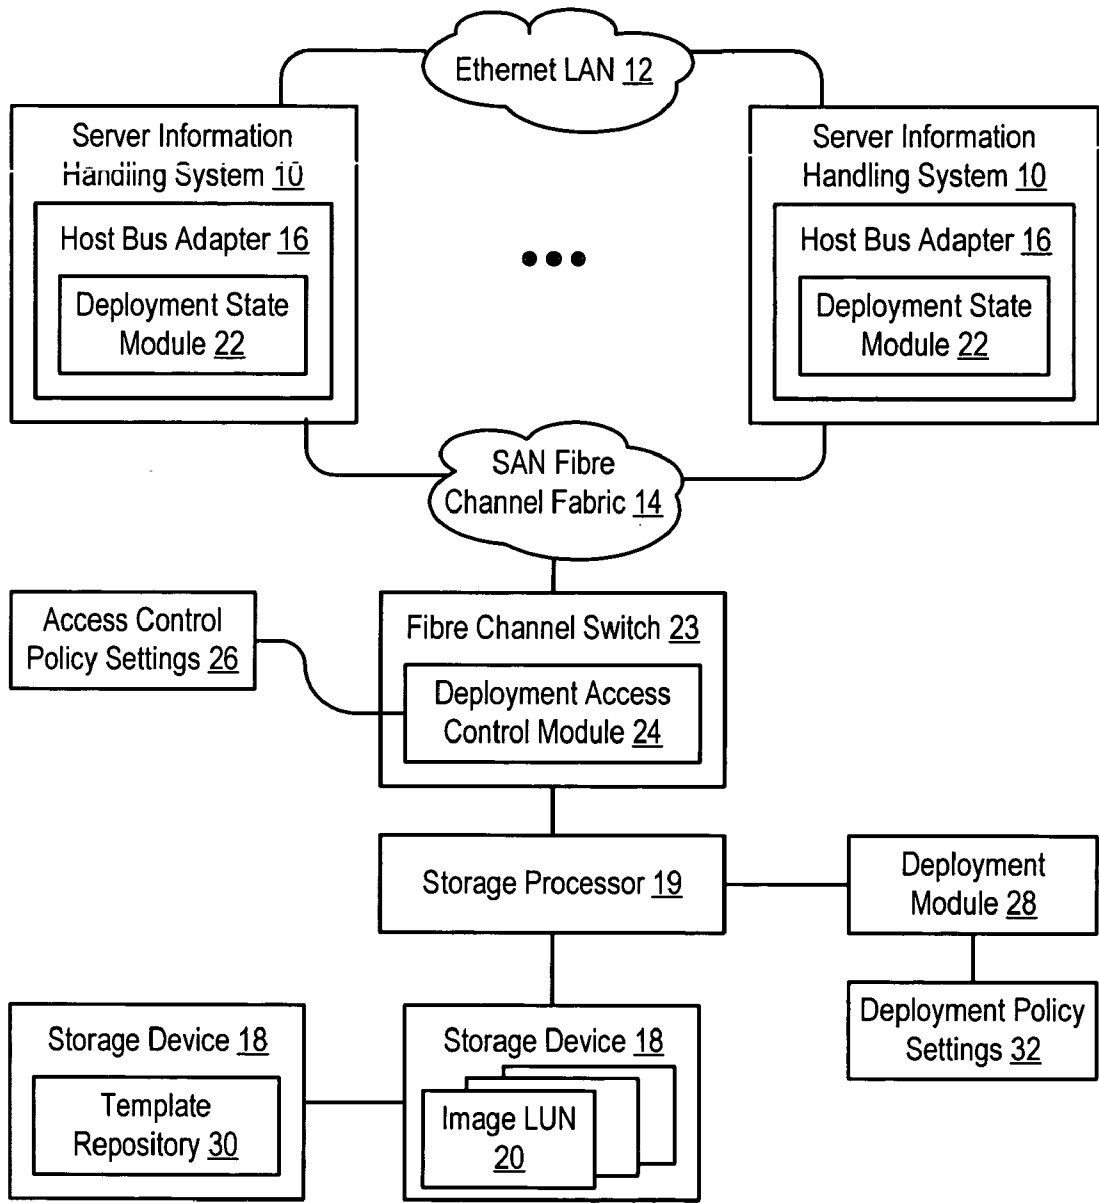 Ethernet LAN 12
Server Information
Handling System 10
Host Bus Adapter 16
Deployment State
Module 22
Server Information
Handling System 10
Host Bus Adapter 16
Deployment State
Module 22
SAN Fibre
Channel Fabric 14
Access Control
Policy Settings 26
Fibre Channel Switch 23
Deployment Access
Control Module 24
Storage Processor 19
Deployment
Module 28
Deployment Policy
Settings 32
Storage Device 18
Template
Repository 30
Storage Device 18
Image LUN
20